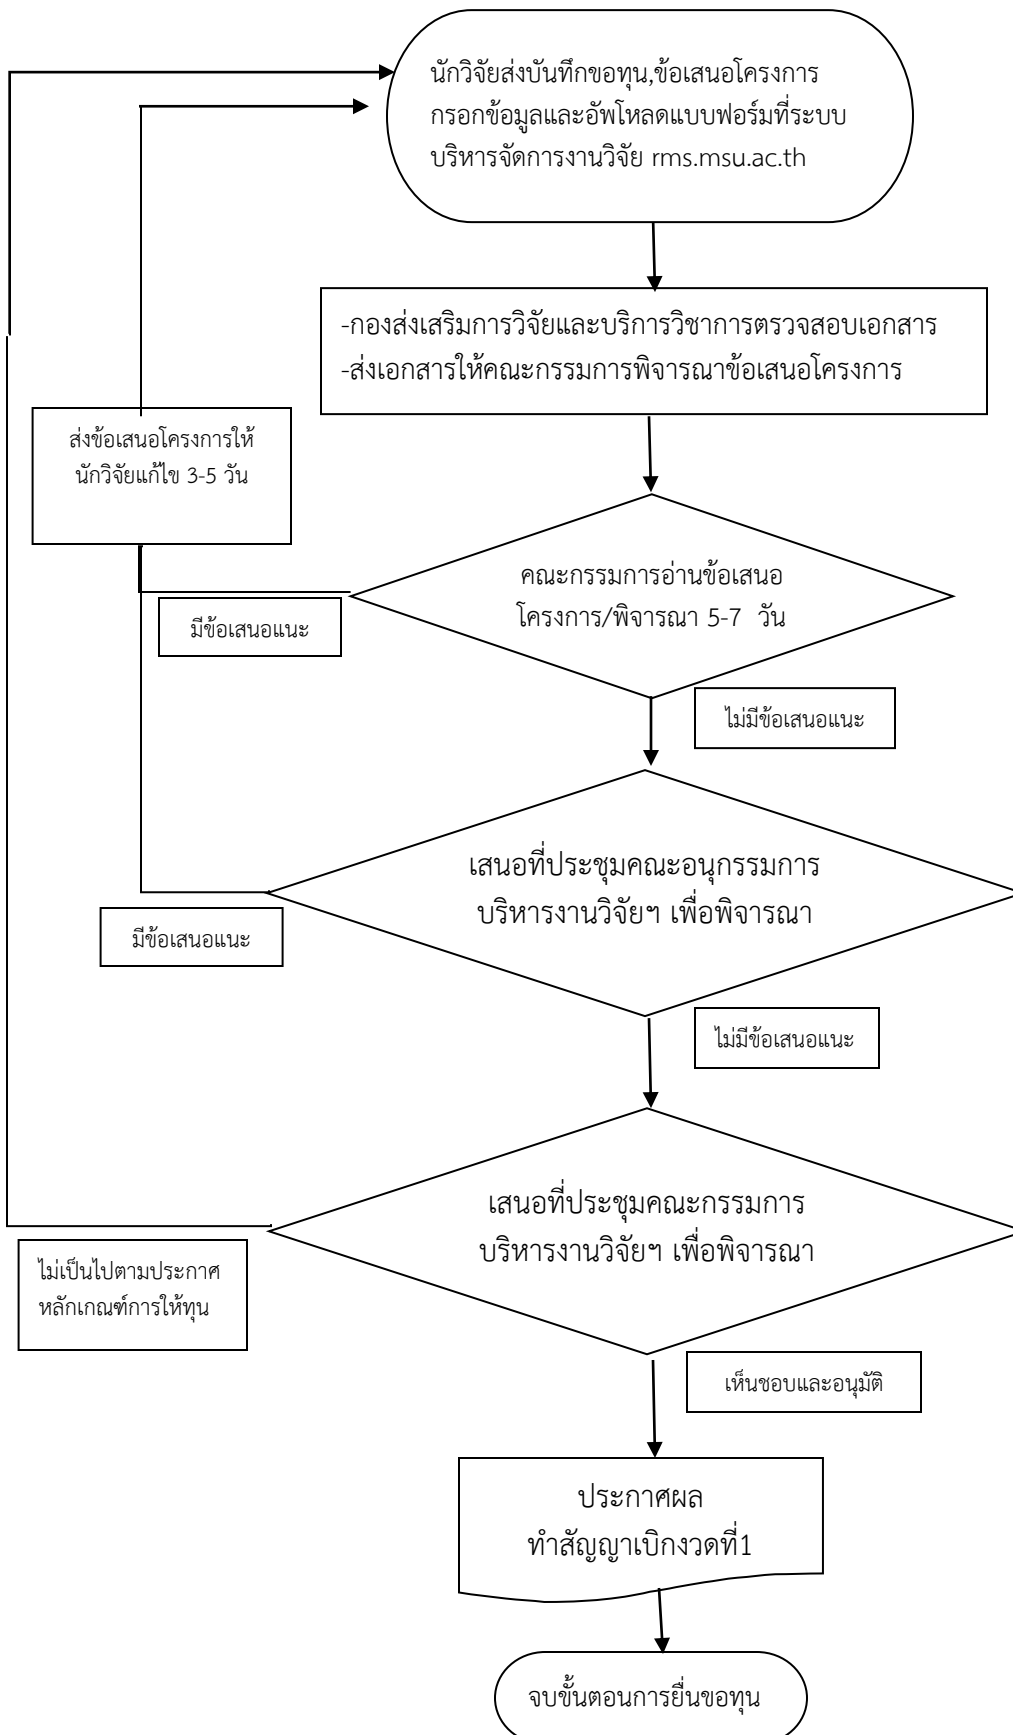 นักวิจัยส่งบันทึกขอทุน,ข้อเสนอโครงการ
กรอกข้อมูลและอัพโหลดแบบฟอร์มที่ระบบ
บริหารจัดการงานวิจัย rms.msu.ac.th
-กองส่งเสริมการวิจัยและบริการวิชาการตรวจสอบเอกสาร
-ส่งเอกสารให้คณะกรรมการพิจารณาข้อเสนอโครงการ
ส่งข้อเสนอโครงการให้
นักวิจัยแก้ไข 3-5 วัน
คณะกรรมการอ่านข้อเสนอ
โครงการ/พิจารณา 5-7 วัน
มีข้อเสนอแนะ
ไม่มีข้อเสนอแนะ
เสนอที่ประชุมคณะอนุกรรมการ
บริหารงานวิจัยฯ เพื่อพิจารณา
มีข้อเสนอแนะ
ไม่มีข้อเสนอแนะ
เสนอที่ประชุมคณะกรรมการ
บริหารงานวิจัยฯ เพื่อพิจารณา
ไม่เป็นไปตามประกาศ
หลักเกณฑ์การให้ทุน
เห็นชอบและอนุมัติ
ประกาศผล
ทำสัญญาเบิกงวดที่1
จบขั้นตอนการยื่นขอทุน